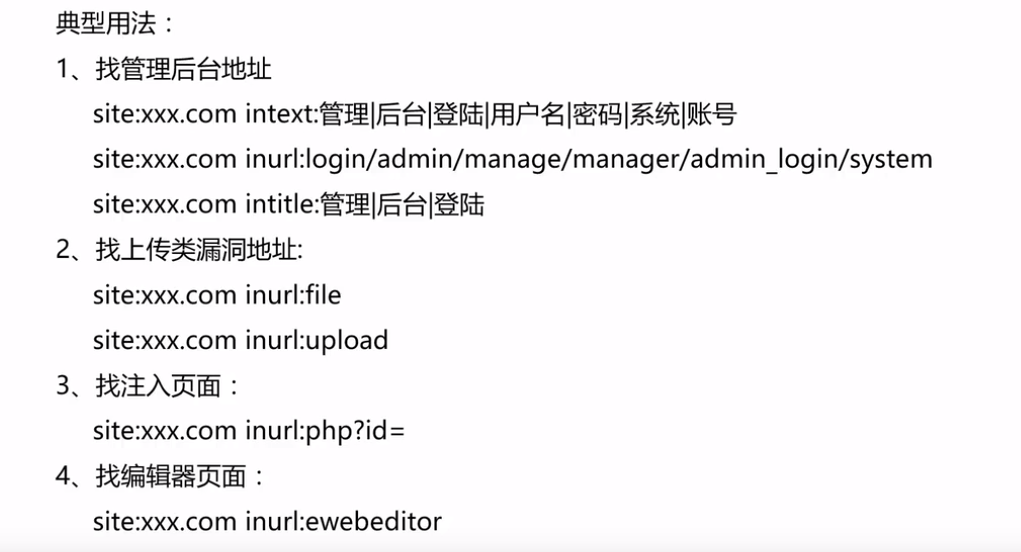 典型用法：
1、找管理后台地址
site:xxx.com intext:管理|后台|登陆|用户名|密码|系统|账号
site:xxx.com inurl:login/admin/manage/manager/admin_login/system
site:xxx.com intitle:管理|后台|登陆
2、找上传类漏洞地址:
site:xxx.com inurl:file
site:xxx.com inurl:upload
3、找注入页面：
site:xxx.com inurl:php?id=
4、找编辑器页面：
site:xxx.com inurl:ewebeditor